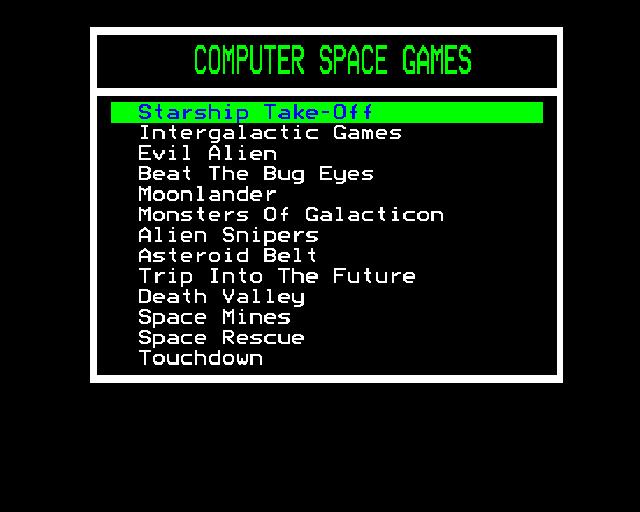 COMPUTER SPACE GAMES
Starship Take-Off
Intergalactic Games
Evil Alien
Beat The Bug Eyes
Moonlander
Monsters Of Galacticon
Alien Snipers
Asteroid Belt
Trip Into The Future
Death Valley
Space Mines
Space Rescue
Touchdown